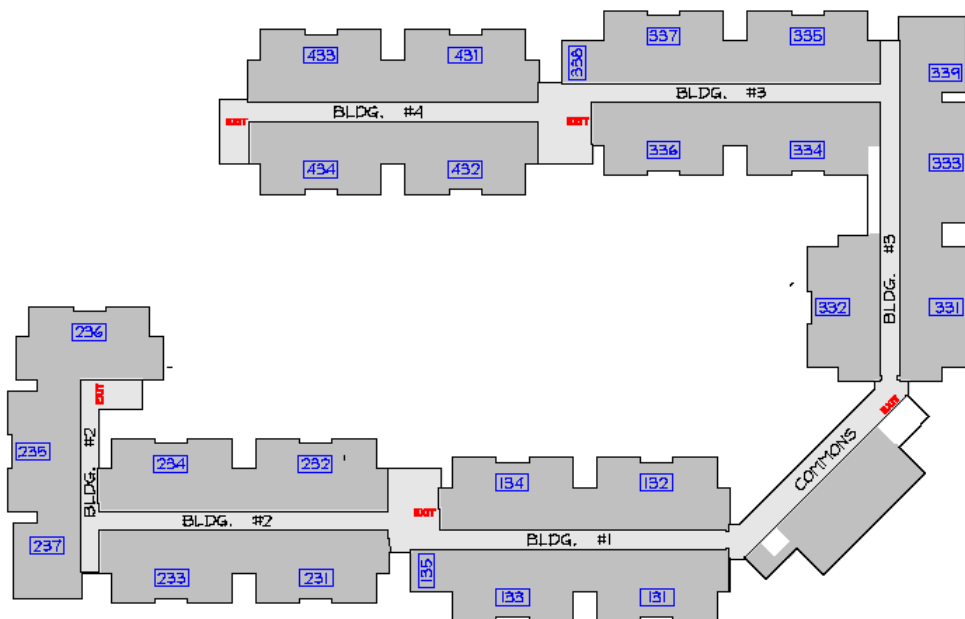 337
335
433
431
338
339
BLDG. #3
BLDG. #4
EXIT
EXIT
336
334
333
434
432
BLDG. #3
332
331
236
EXIT
EXIT
COMMONS
235
BLDG. #2
234
232
134
132
EXIT
BLDG. #2
BLDG. #1
237
233
231
135
133
131